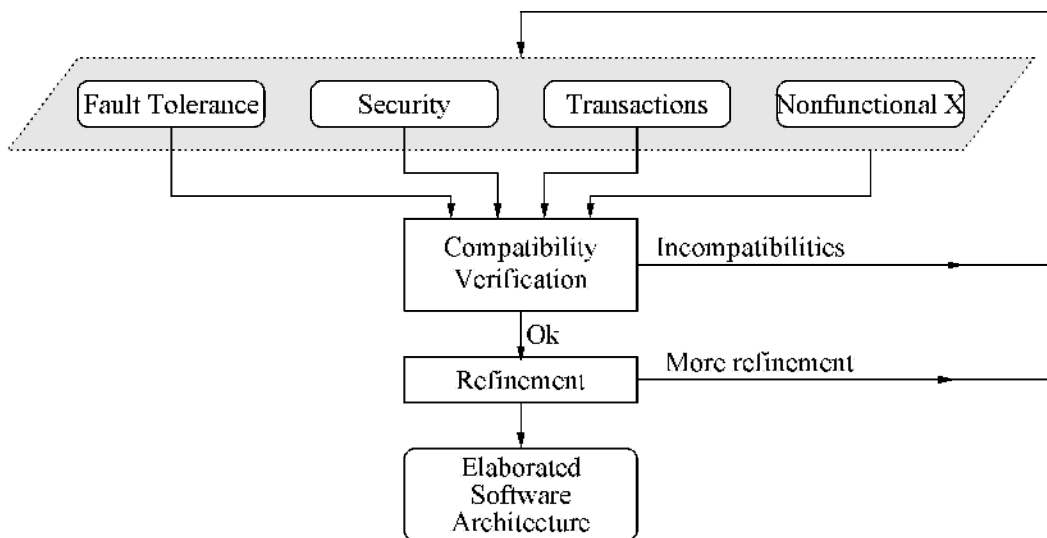 Fault Tolerance
Security
Transactions
Nonfunctional X
Compatibility
Verification
Incompatibilities
Ok
Refinement
More refinement
Elaborated
Software
Architecture